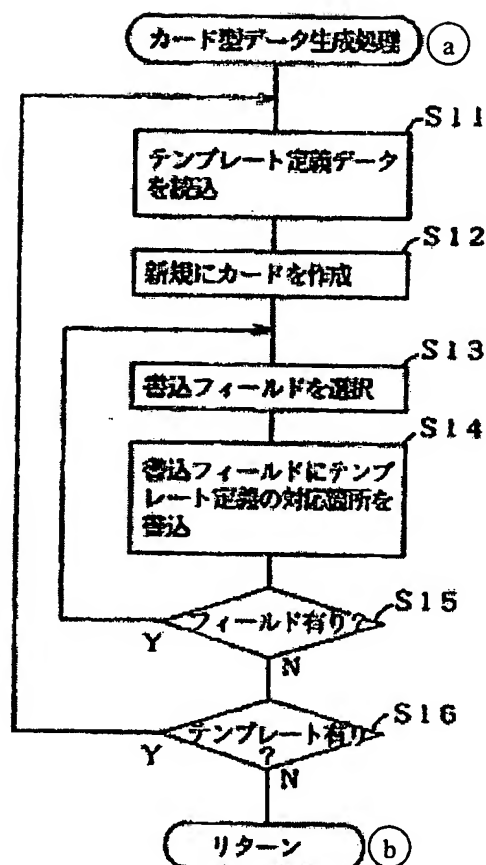 カード型データ生成処理 a
S11
テンプレート定義データ
を読込
S12
新規にカードを作成
S13
書込フィールドを選択
S14
書込フィールドにテンプ
レート定義の対応箇所を
書込
フィールド有り?
S15
Y
N
テンプレート有り
?
S16
Y
N
リターン b